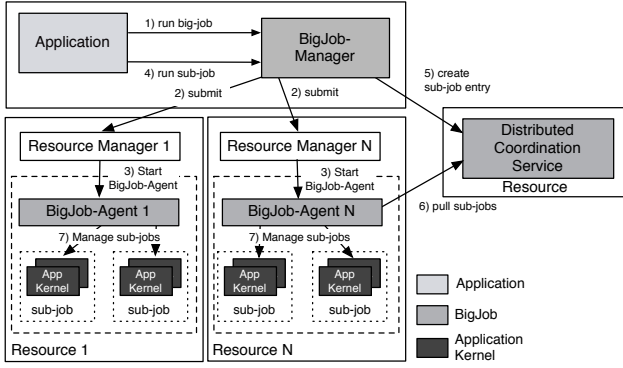 Application
1) run big-job
4) run sub-job
BigJob-
Manager
2) submit
2) submit
5) create
sub-job entry
Resource Manager 1
3) Start
BigJob-Agent
BigJob-Agent 1
7) Manage sub-jobs
App
Kernel
sub-job
App
Kernel
sub-job
Resource 1
Resource Manager N
3) Start
BigJob-Agent
BigJob-Agent N
7) Manage sub-jobs
App
Kernel
sub-job
App
Kernel
sub-job
Resource N
Distributed
Coordination
Service
Resource
6) pull sub-jobs
Application
BigJob
Application
Kernel